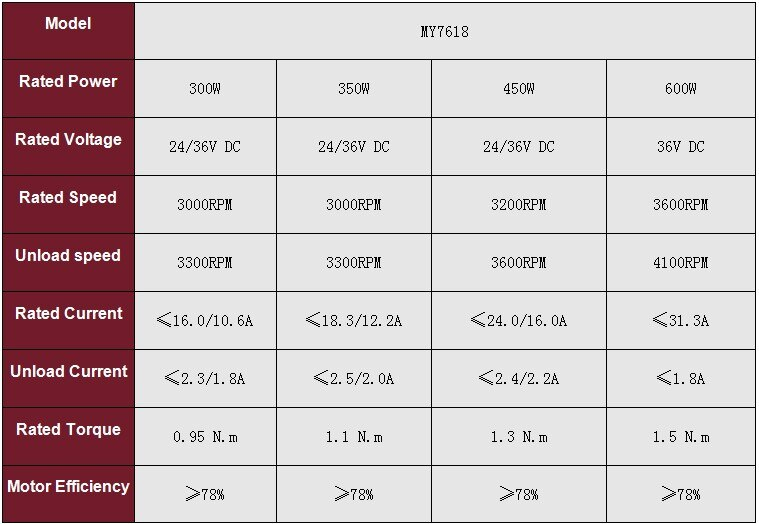 Model MY7618
Rated Power 300W 350W 450W 600W
Rated Voltage 24/36V DC 24/36V DC 24/36V DC 36V DC
Rated Speed 3000RPM 3000RPM 3200RPM 3600RPM
Unload speed 3300RPM 3300RPM 3600RPM 4100RPM
Rated Current ⩽16.0/10.6A ⩽18.3/12.2A ⩽24.0/16.0A ⩽31.3A
Unload Current ⩽2.3/1.8A ⩽2.5/2.0A ⩽2.4/2.2A ⩽1.8A
Rated Torque 0.95 N.m 1.1 N.m 1.3 N.m 1.5 N.m
Motor Efficiency ⩾78% ⩾78% ⩾78% ⩾78%